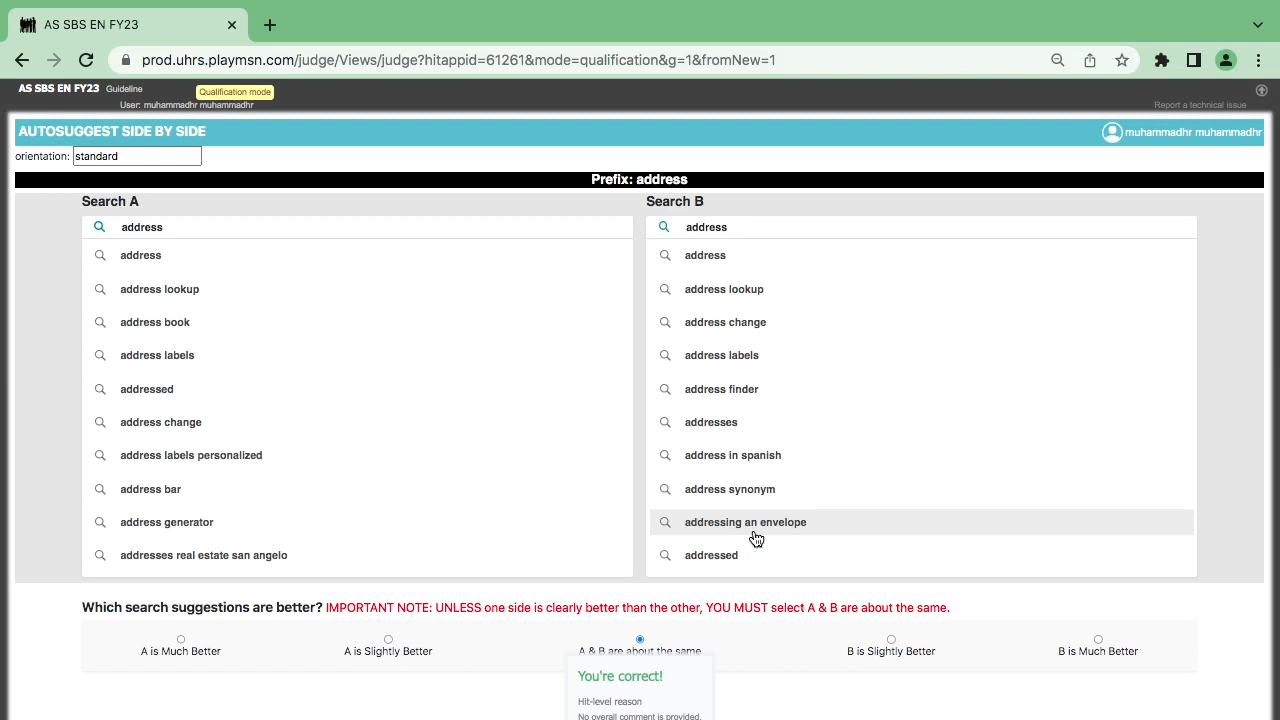 AS SBS EN FY23
prod.uhrs.playmsn.com/judge/Views/judge?hitappid=61261&mode=qualification&g=1&fromNew=1
AS SBS EN FY23 Guideline Qualification mode
User: muhammadhr muhammadhr
Report a technical issue
AUTOSUGGEST SIDE BY SIDE
muhammadhr muhammadhr
orientation: standard
Prefix: address
Search A
address
address
address lookup
address book
address labels
addressed
address change
address labels personalized
address bar
address generator
addresses real estate san angelo
Search B
address
address
address lookup
address change
address labels
address finder
addresses
address in spanish
address synonym
addressing an envelope
addressed
Which search suggestions are better? IMPORTANT NOTE: UNLESS one side is clearly better than the other, YOU MUST select A & B are about the same.
A is Much Better
A is Slightly Better
A & B are about the same
B is Slightly Better
B is Much Better
You're correct!
Hit-level reason
No overall comment is provided.